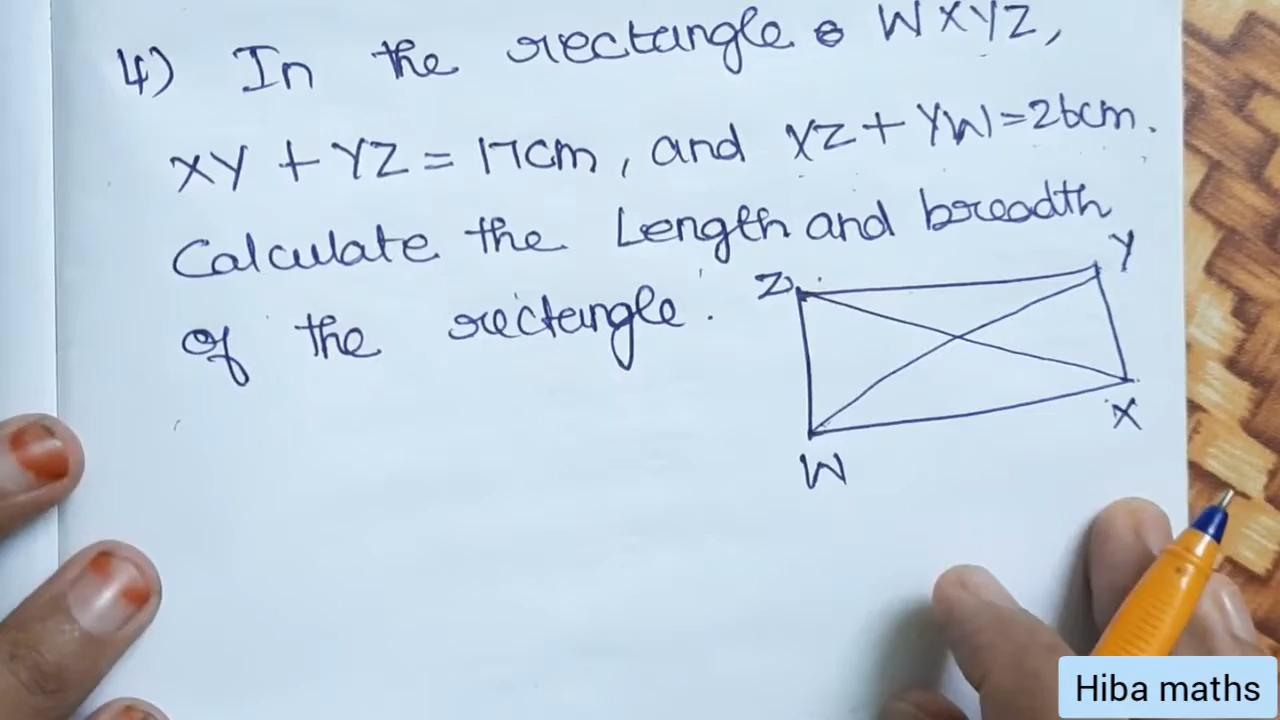 4) In the rectangle WXYZ,
XY + YZ = 17cm, and XZ + YW = 26cm.
Calculate the Length and breadth
of the rectangle.
Z
Y
X
W
Hiba maths